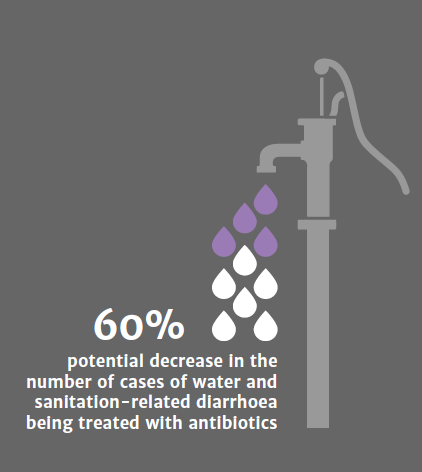 60%
potential decrease in the
number of cases of water and
sanitation-related diarrhoea
being treated with antibiotics